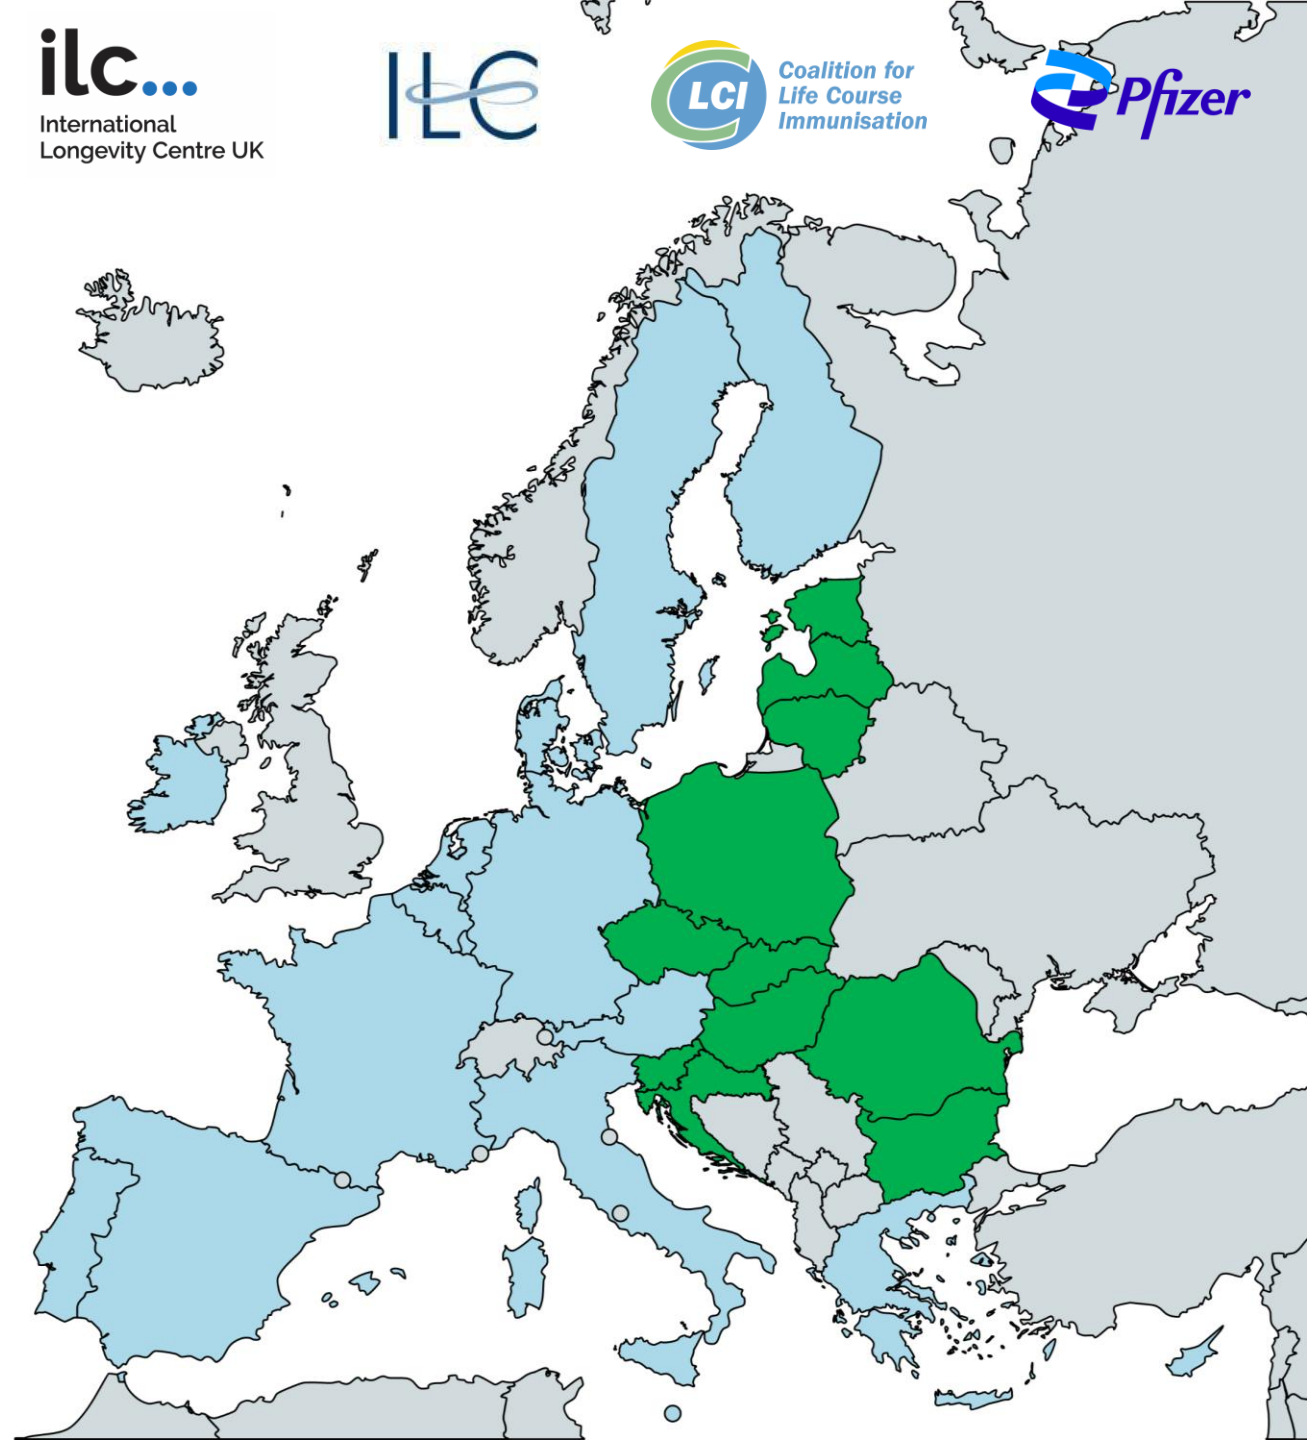 ilc...
International
Longevity Centre UK
ILC
LCI
Coalition for
Life Course
Immunisation
Pfizer